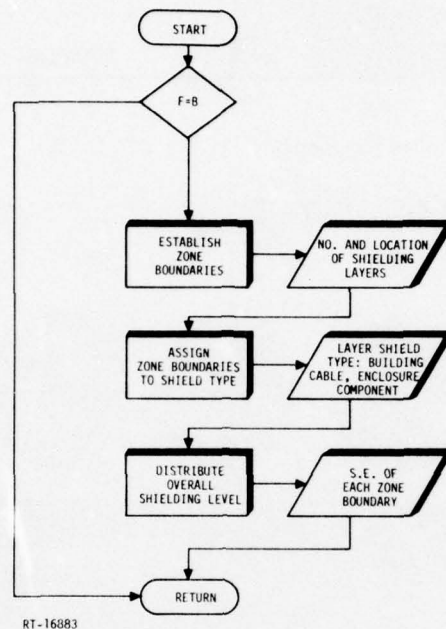 START
F=B
ESTABLISH
ZONE
BOUNDARIES
NO. AND LOCATION
OF SHIELDING
LAYERS
ASSIGN
ZONE BOUNDARIES
TO SHIELD TYPE
LAYER SHIELD
TYPE: BUILDING
CABLE, ENCLOSURE
COMPONENT
DISTRIBUTE
OVERALL
SHIELDING LEVEL
S.E. OF
EACH ZONE
BOUNDARY
RETURN
RT-16883